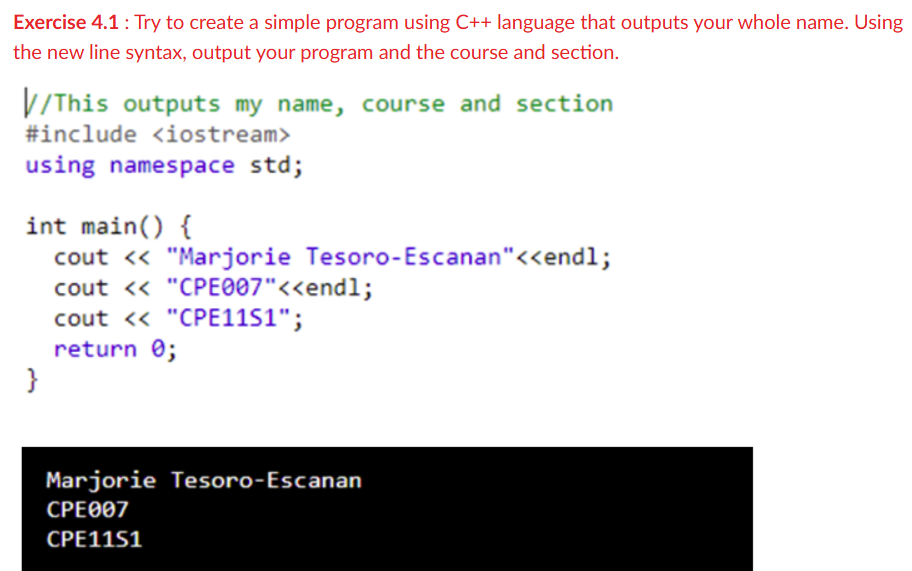 Exercise 4.1 : Try to create a simple program using C++ language that outputs your whole name. Using
the new line syntax, output your program and the course and section.
//This outputs my name, course and section
#include <iostream>
using namespace std;
int main() {
cout << "Marjorie Tesoro-Escanan"<<endl;
cout << "CPE007"<<endl;
cout << "CPE11S1";
return 0;
}
Marjorie Tesoro-Escanan
CPE007
CPE11S1